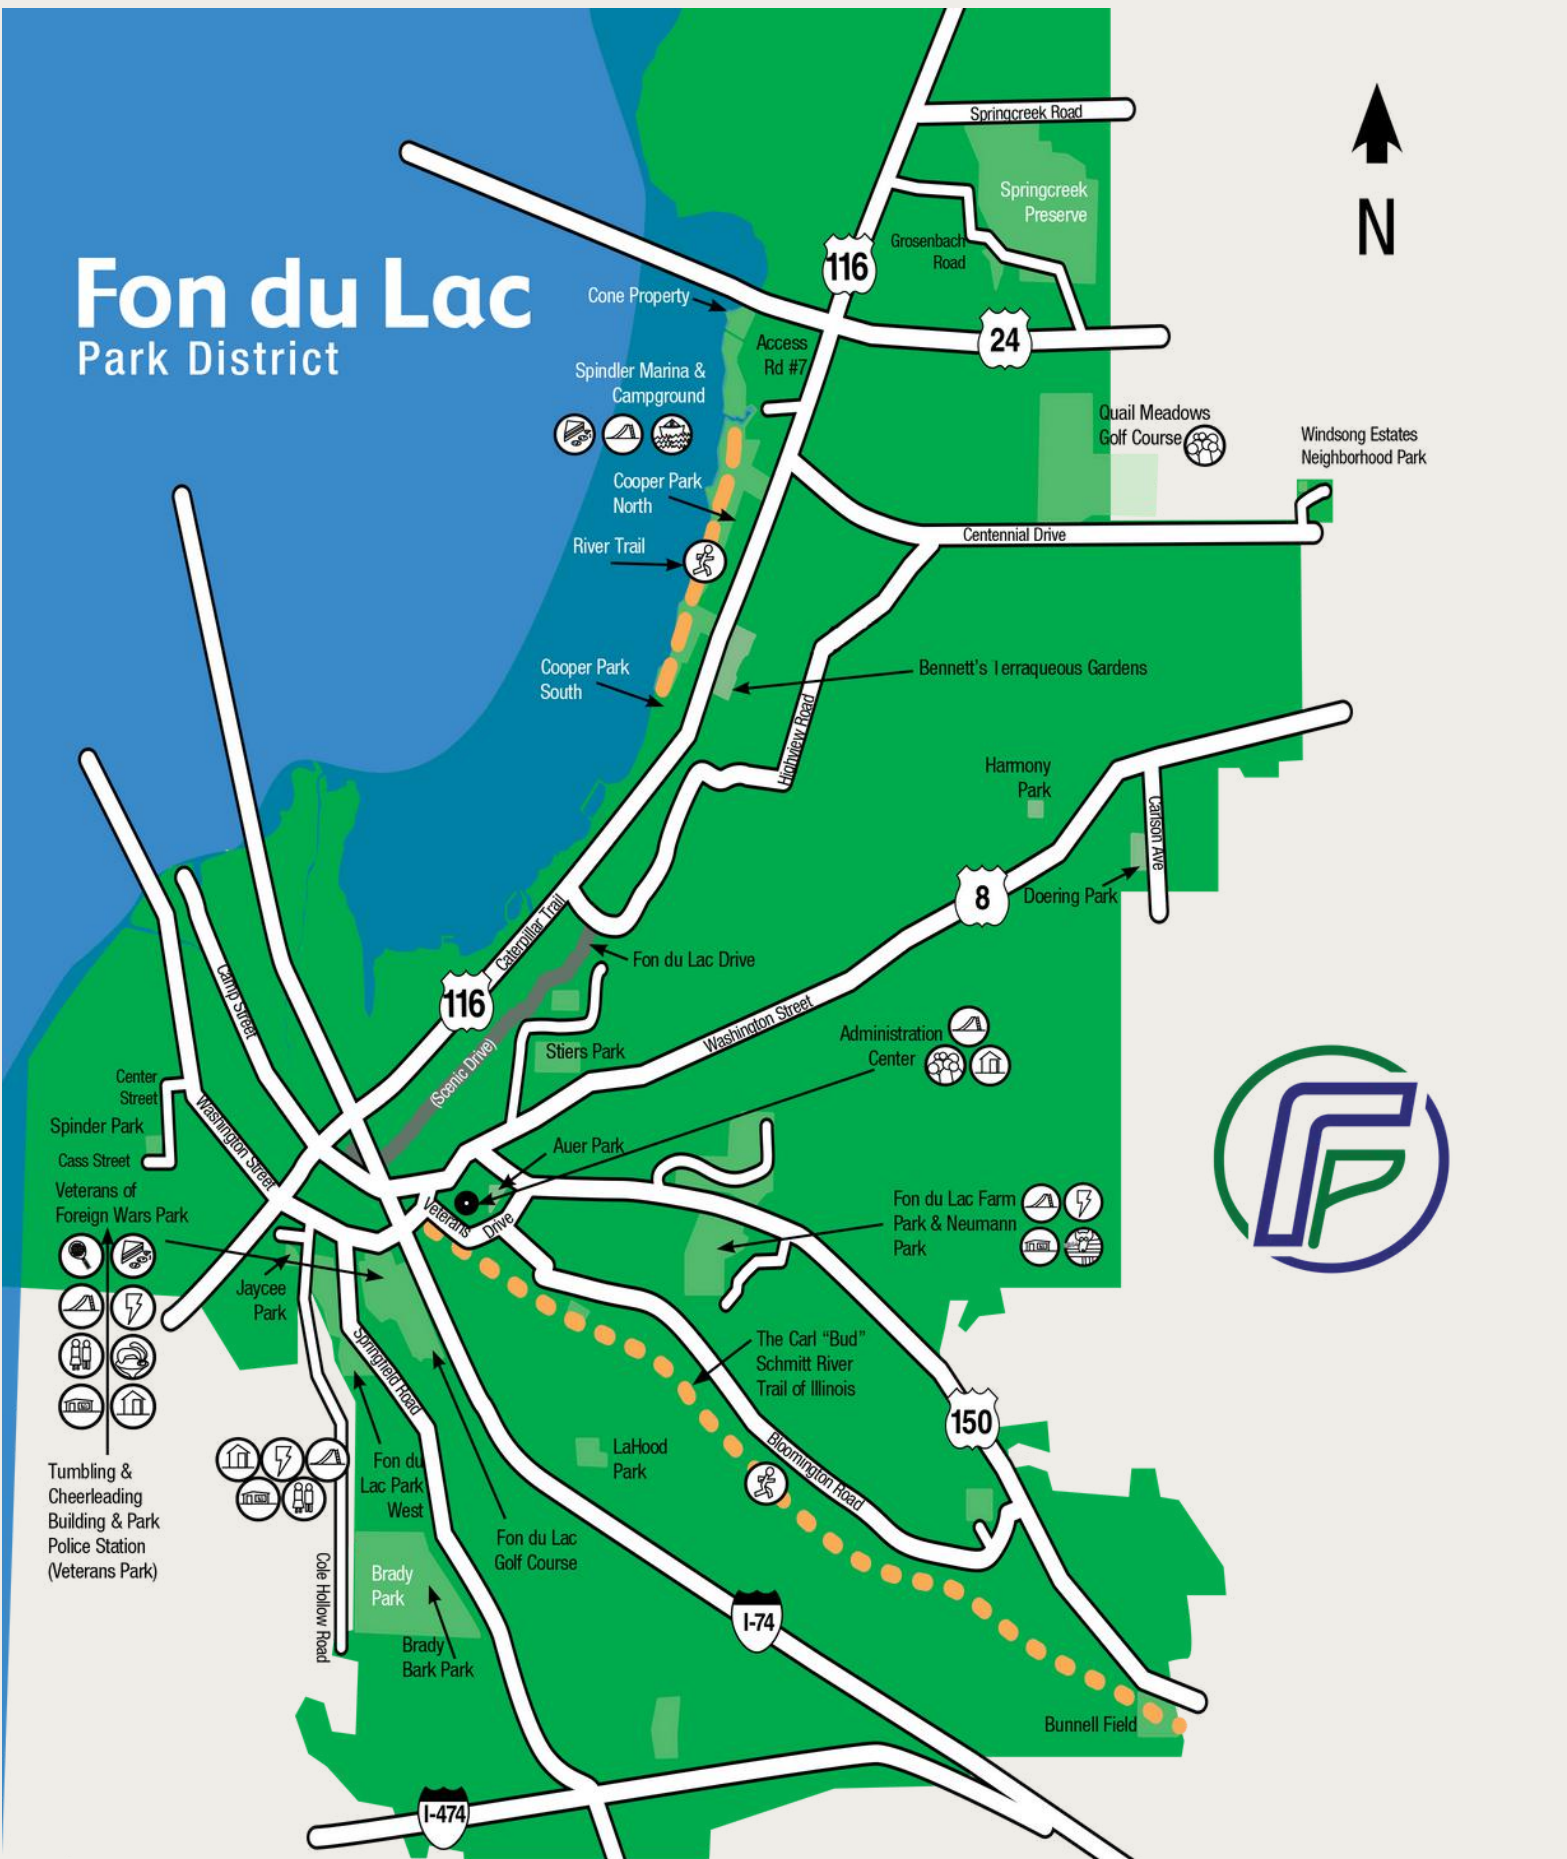 Springcreek Road
N
Springcreek
Preserve
Grosenbach
Road
116
Fon du Lac
Park District
Cone Property
24
Access
Rd #7
Spindler Marina &
Campground
Quail Meadows
Golf Course
Windsong Estates
Neighborhood Park
Cooper Park
North
Centennial Drive
River Trail
Cooper Park
South
Bennett's Terraqueous Gardens
Highview Road
Harmony
Park
Carlson Ave
8
Doering Park
Caterpillar Trail
Fon du Lac Drive
116
Camp Street
(Scenic Drive)
Stiers Park
Washington Street
Administration
Center
Center
Street
Spinder Park
Cass Street
Washington Street
Auer Park
Veterans of
Foreign Wars Park
Veterans Drive
Fon du Lac Farm
Park & Neumann
Park
Jaycee
Park
Springfield Road
The Carl “Bud”
Schmitt River
Trail of Illinois
150
Bloomington Road
LaHood
Park
Fon du
Lac Park
West
Tumbling &
Cheerleading
Building & Park
Police Station
(Veterans Park)
Fon du Lac
Golf Course
Cole Hollow Road
Brady
Park
I-74
Brady
Bark Park
Bunnell Field
I-474
FP